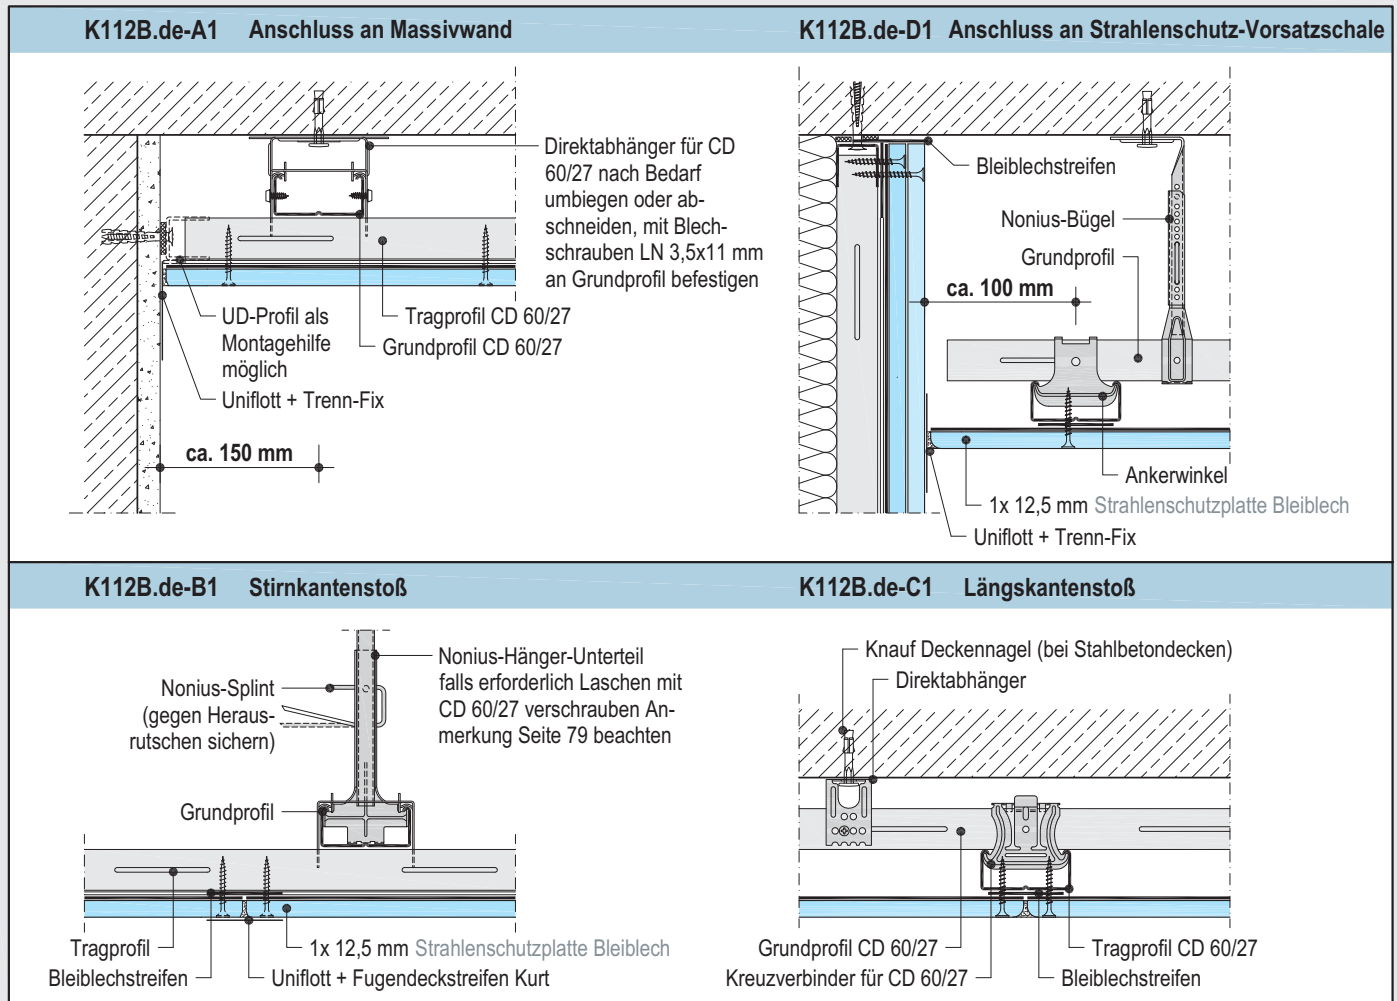 K112B.de-A1 Anschluss an Massivwand
Direktabhänger für CD
60/27 nach Bedarf
umbiegen oder ab-
schneiden, mit Blech-
schrauben LN 3,5x11 mm
an Grundprofil befestigen
Tragprofil CD 60/27
Grundprofil CD 60/27
UD-Profil als
Montagehilfe
möglich
Uniflott + Trenn-Fix
ca. 150 mm
K112B.de-D1 Anschluss an Strahlenschutz-Vorsatzschale
Bleiblechstreifen
Nonius-Bügel
Grundprofil
ca. 100 mm
Ankerwinkel
1x 12,5 mm Strahlenschutzplatte Bleiblech
Uniflott + Trenn-Fix
K112B.de-B1 Stirnkantenstoß
Nonius-Splint
(gegen Heraus-
rutschen sichern)
Nonius-Hänger-Unterteil
falls erforderlich Laschen mit
CD 60/27 verschrauben An-
merkung Seite 79 beachten
Grundprofil
Tragprofil
1x 12,5 mm Strahlenschutzplatte Bleiblech
Bleiblechstreifen
Uniflott + Fugendeckstreifen Kurt
K112B.de-C1 Längskantenstoß
Knauf Deckennagel (bei Stahlbetondecken)
Direktabhänger
Grundprofil CD 60/27
Tragprofil CD 60/27
Kreuzverbinder für CD 60/27
Bleiblechstreifen